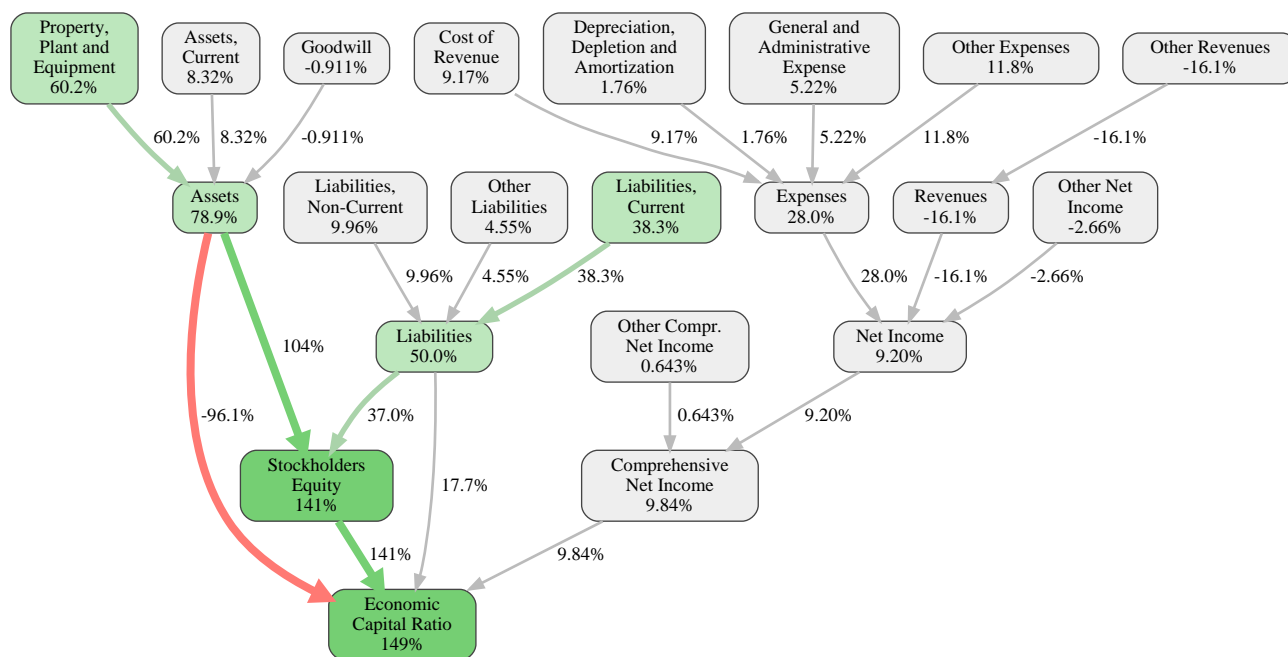 Property,
Plant and
Equipment
60.2%
Assets,
Current
8.32%
Goodwill
-0.911%
Cost of
Revenue
9.17%
Depreciation,
Depletion and
Amortization
1.76%
General and
Administrative
Expense
5.22%
Other Expenses
11.8%
Other Revenues
-16.1%
60.2%
8.32%
-0.911%
9.17%
1.76%
5.22%
11.8%
-16.1%
Assets
78.9%
Liabilities,
Non-Current
9.96%
Other
Liabilities
4.55%
Liabilities,
Current
38.3%
Expenses
28.0%
Revenues
-16.1%
Other Net
Income
-2.66%
9.96%
4.55%
38.3%
28.0%
-16.1%
-2.66%
104%
Liabilities
50.0%
Other Compr.
Net Income
0.643%
Net Income
9.20%
-96.1%
37.0%
0.643%
9.20%
Stockholders
Equity
141%
17.7%
Comprehensive
Net Income
9.84%
141%
9.84%
Economic
Capital Ratio
149%